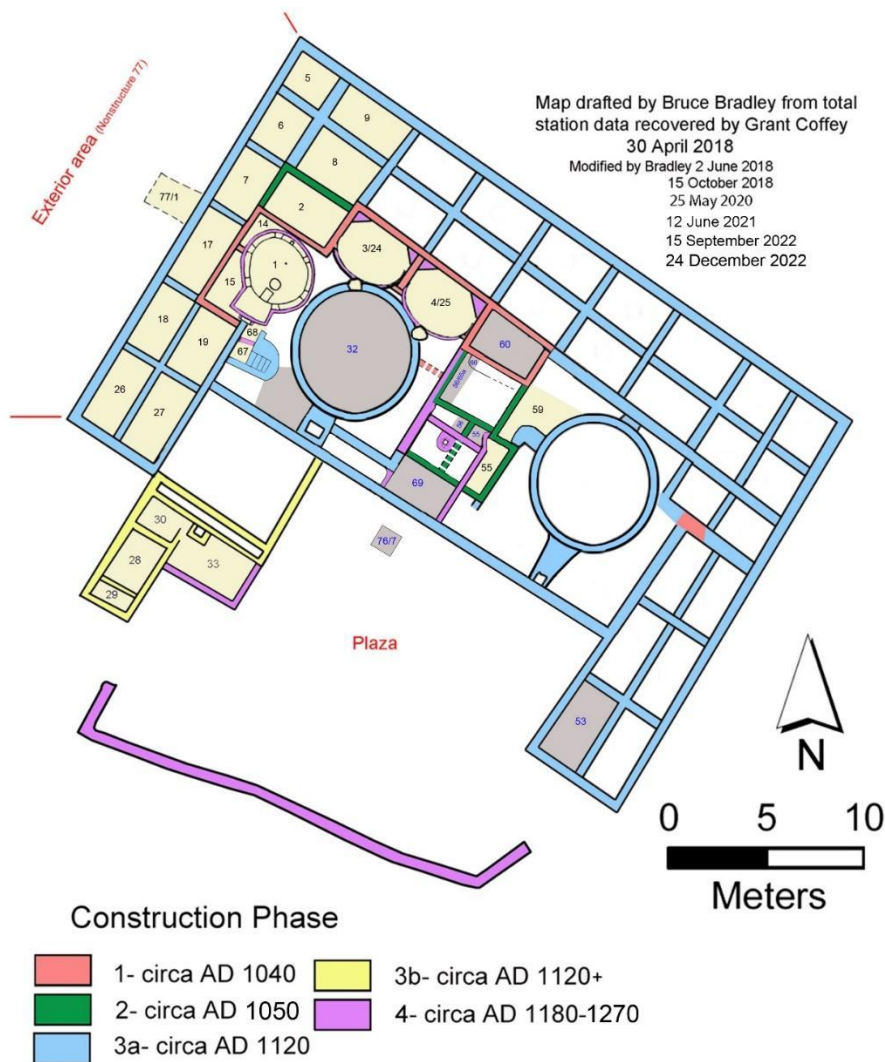 Map drafted by Bruce Bradley from total
station data recovered by Grant Coffey
30 April 2018
Modified by Bradley 2 June 2018
15 October 2018
25 May 2020
12 June 2021
15 September 2022
24 December 2022
Exterior area (Nonstructure 77)
5
9
6
8
7
2
77/1
14
3/24
17
1
15
4/25
68
32
60
18
19
67
59
26
27
55
69
30
76/7
28
33
29
Plaza
53
N
0 5 10
Meters
Construction Phase
1- circa AD 1040
2- circa AD 1050
3a- circa AD 1120
3b- circa AD 1120+
4- circa AD 1180-1270